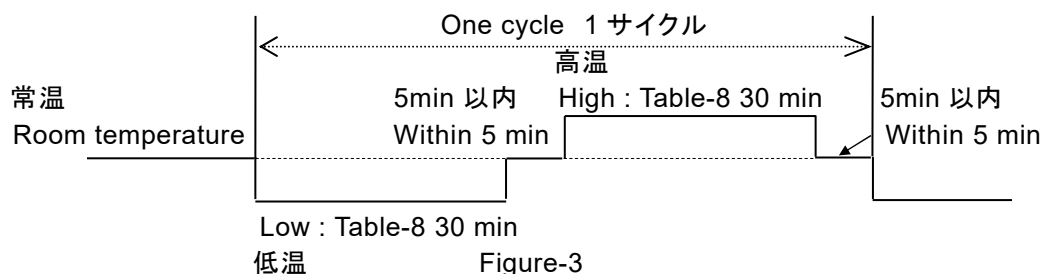 One cycle 1 サイクル
高温
常温
5min 以内
High : Table-8 30 min
5min 以内
Room temperature
Within 5 min
Within 5 min
Low : Table-8 30 min
低温
Figure-3